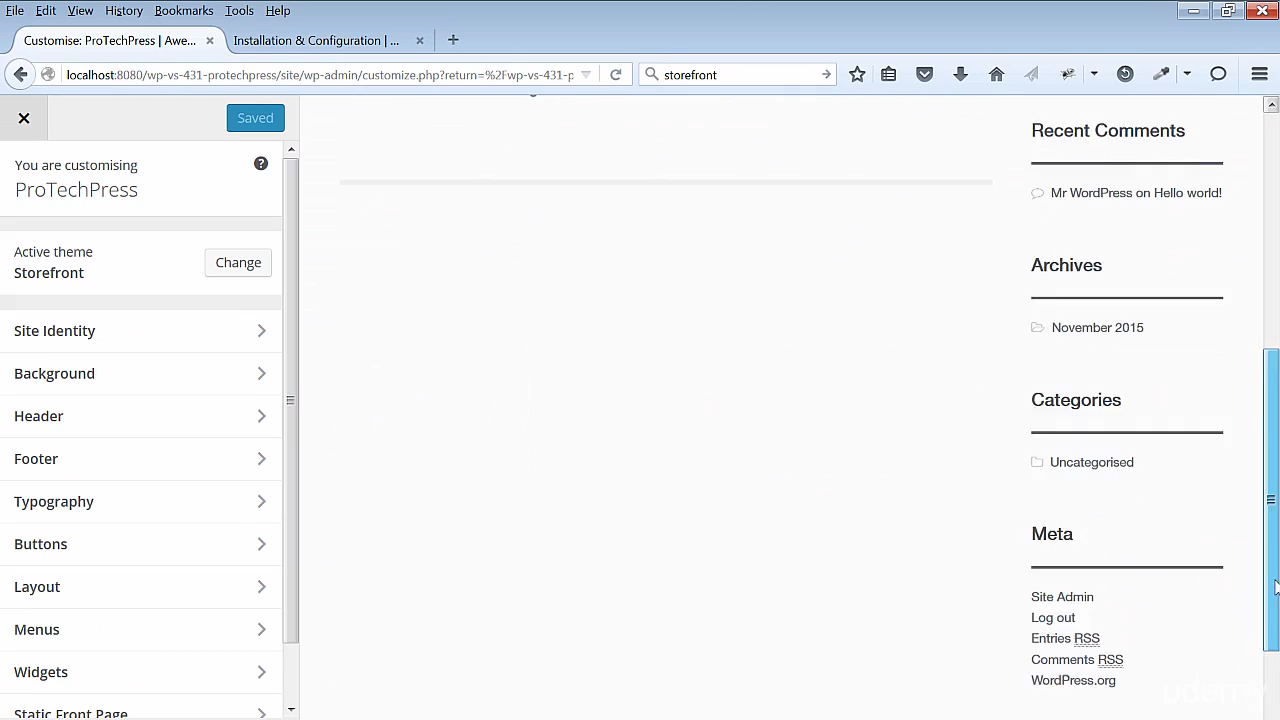 File Edit View History Bookmarks Tools Help
Customise: ProTechPress | Awe... × Installation & Configuration | ... × +
localhost:8080/wp-vs-431-protechpress/site/wp-admin/customize.php?return=%2Fwp-vs-431-p
storefront
Saved
You are customising
ProTechPress
Active theme
Storefront
Change
Site Identity
Background
Header
Footer
Typography
Buttons
Layout
Menus
Widgets
Static Front Page
Recent Comments
Mr WordPress on Hello world!
Archives
November 2015
Categories
Uncategorised
Meta
Site Admin
Log out
Entries RSS
Comments RSS
WordPress.org
udemy